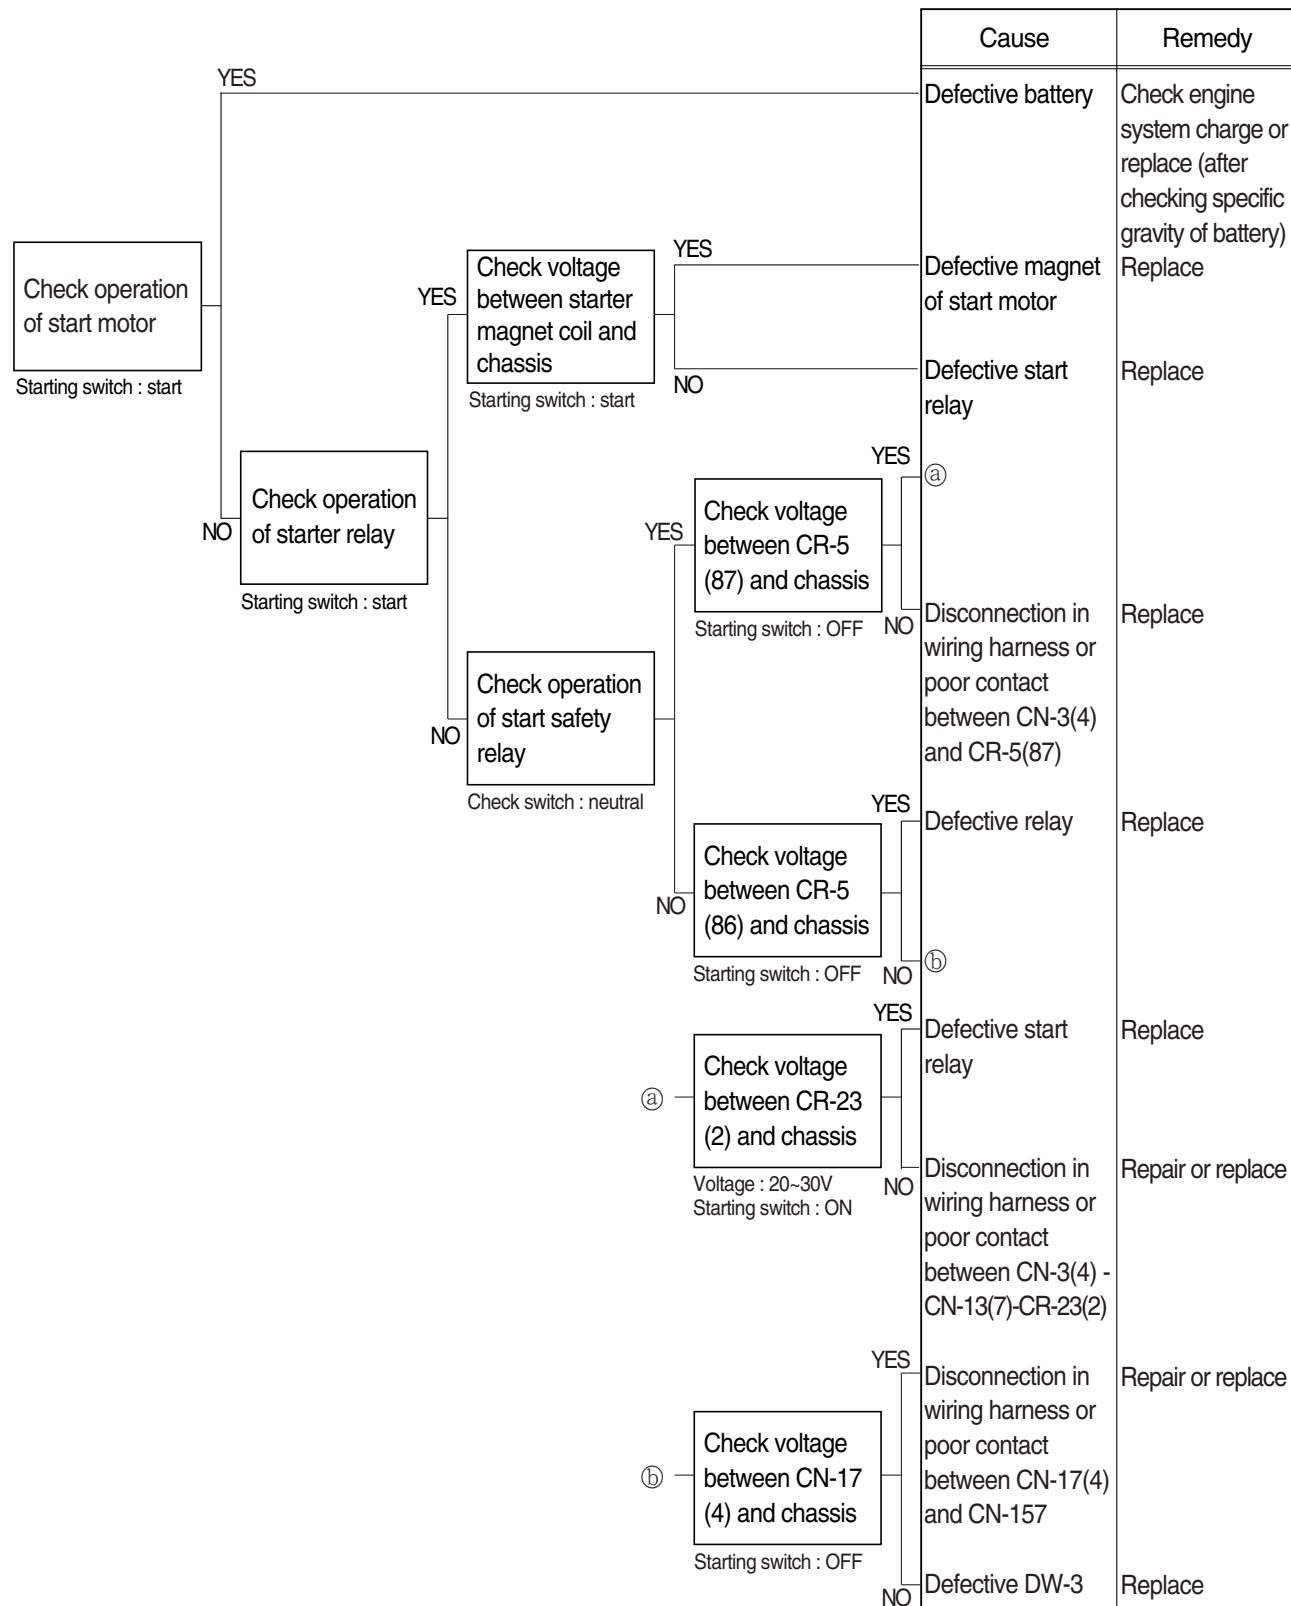 Cause
Remedy
YES
Defective battery
Check engine
system charge or
replace (after
checking specific
gravity of battery)
Check operation
of start motor
Starting switch : start
YES
Check voltage
between starter
magnet coil and
chassis
Starting switch : start
YES
Defective magnet
of start motor
Replace
NO
Defective start
relay
Replace
NO
Check operation
of starter relay
Starting switch : start
YES
Check voltage
between CR-5
(87) and chassis
Starting switch : OFF
YES
ⓐ
NO
Disconnection in
wiring harness or
poor contact
between CN-3(4)
and CR-5(87)
Replace
NO
Check operation
of start safety
relay
Check switch : neutral
NO
Check voltage
between CR-5
(86) and chassis
Starting switch : OFF
YES
Defective relay
Replace
NO
ⓑ
ⓐ
Check voltage
between CR-23
(2) and chassis
Voltage : 20~30V
Starting switch : ON
YES
Defective start
relay
Replace
NO
Disconnection in
wiring harness or
poor contact
between CN-3(4) -
CN-13(7)-CR-23(2)
Repair or replace
ⓑ
Check voltage
between CN-17
(4) and chassis
Starting switch : OFF
YES
Disconnection in
wiring harness or
poor contact
between CN-17(4)
and CN-157
Repair or replace
NO
Defective DW-3
Replace